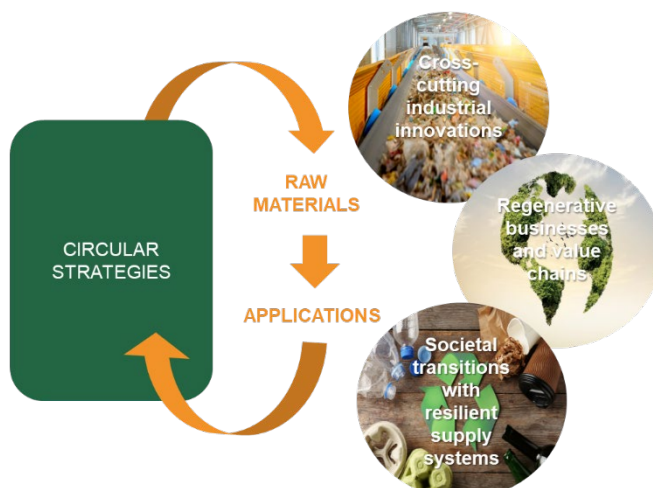 CIRCULAR
STRATEGIES
RAW
MATERIALS
APPLICATIONS
Cross-
cutting
industrial
innovations
Regenerative
businesses
and value
chains
Societal
transitions
with
resilient
supply
systems